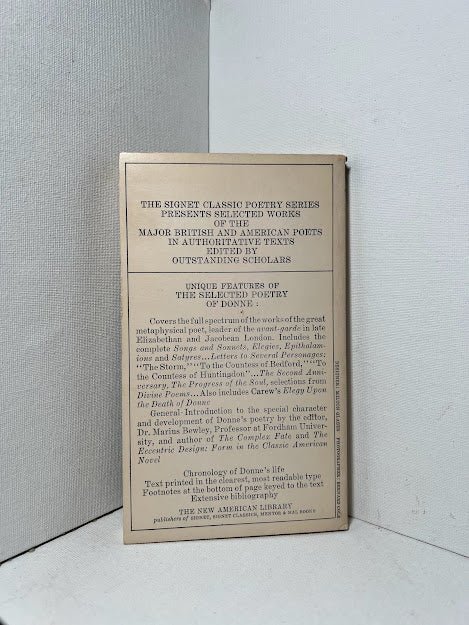 THE SIGNET CLASSIC POETRY SERIES
PRESENTS SELECTED WORKS
OF THE
MAJOR BRITISH AND AMERICAN POETS
IN AUTHORITATIVE TEXTS
EDITED BY
OUTSTANDING SCHOLARS
UNIQUE FEATURES OF
THE SELECTED POETRY
OF DONNE :
Covers the full spectrum of the works of the great
metaphysical poet, leader of the avant-garde in late
Elizabethan and Jacobean London. Includes the
complete Songs and Sonnets, Elegies, Epithalam-
ions and Satyres...Letters to Several Personages:
"The Storm," "To the Countess of Bedford," "To
the Countess of Huntingdon"...The Second Anni-
versary, The Progress of the Soul, selections from
Divine Poems...Also includes Carew's Elegy Upon
the Death of Donne
General Introduction to the special character
and development of Donne's poetry by the editor,
Dr. Marius Bewley, Professor at Fordham Univer-
sity, and author of The Complex Fate and The
Eccentric Design: Form in the Classic American
Novel
Chronology of Donne's life
Text printed in the clearest, most readable type
Footnotes at the bottom of page keyed to the text
Extensive bibliography
THE NEW AMERICAN LIBRARY
publishers of SIGNET, SIGNET CLASSICS, MENTOR & NAL BOOKS